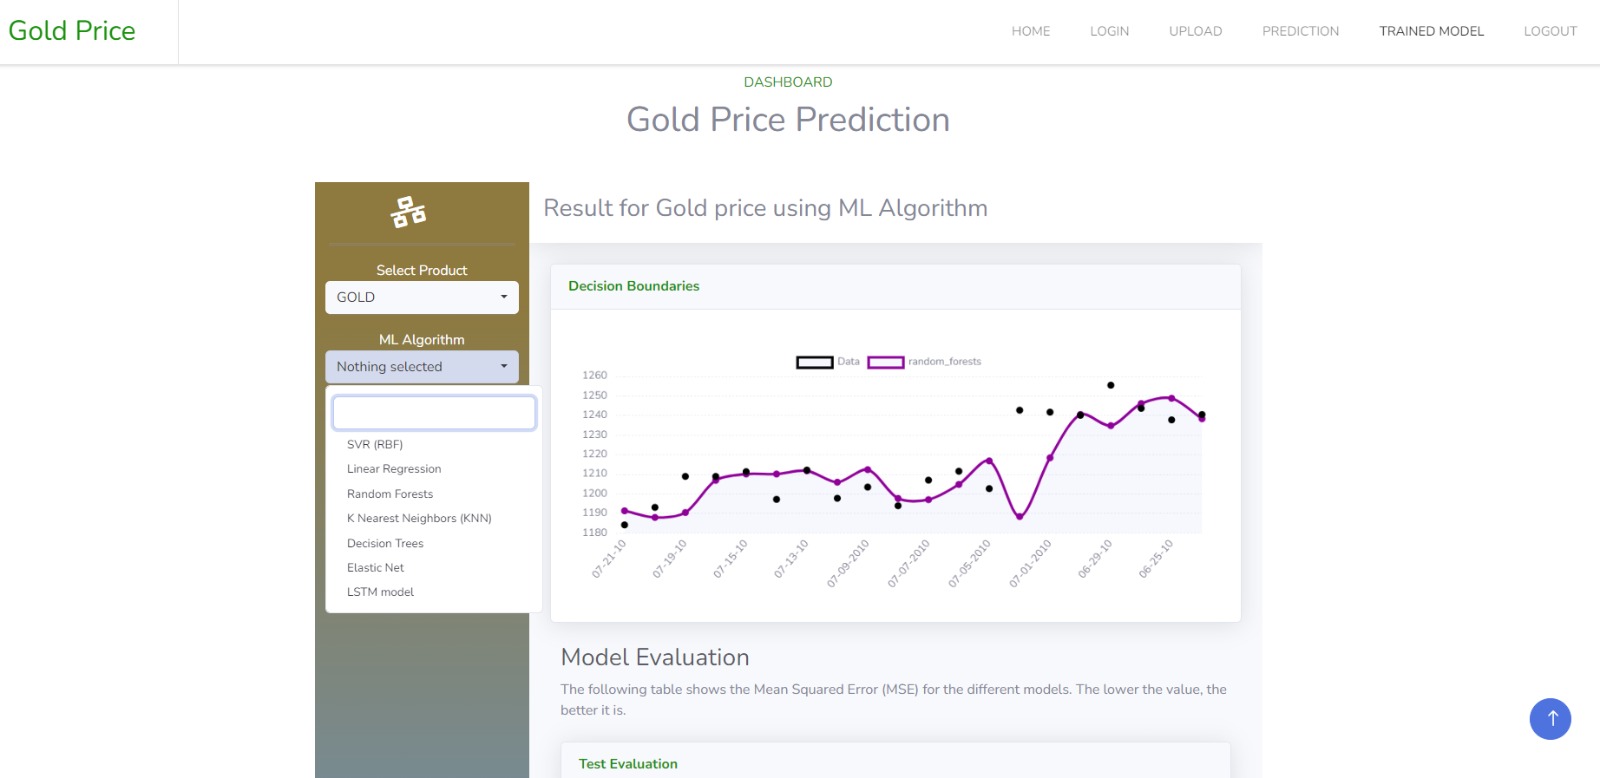 Gold Price
HOME LOGIN UPLOAD PREDICTION TRAINED MODEL LOGOUT
DASHBOARD
Gold Price Prediction
Select Product
GOLD
ML Algorithm
Nothing selected
SVR (RBF)
Linear Regression
Random Forests
K Nearest Neighbors (KNN)
Decision Trees
Elastic Net
LSTM model
Result for Gold price using ML Algorithm
Decision Boundaries
Data random_forests
1260
1250
1240
1230
1220
1210
1200
1190
1180
07-21-10 07-19-10 07-15-10 07-13-10 07-09-2010 07-07-2010 07-05-2010 07-01-2010 06-29-10 06-25-10
Model Evaluation
The following table shows the Mean Squared Error (MSE) for the different models. The lower the value, the
better it is.
Test Evaluation